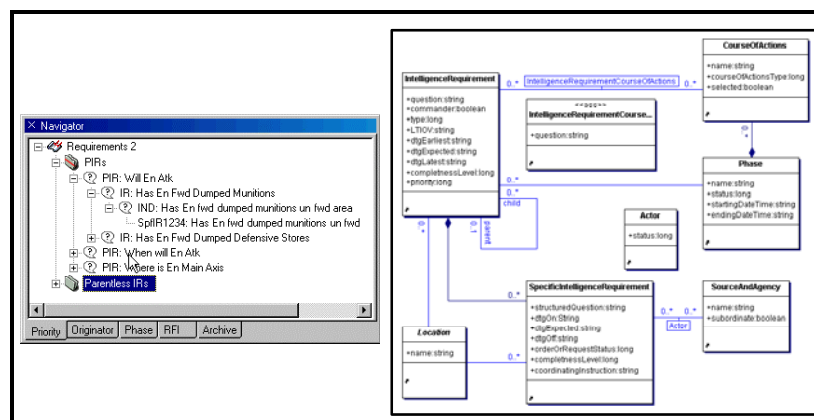 Navigator
Requirements 2
PIRs
PIR: Will En Atk
IR: Has En Fwd Dumped Munitions
IND: Has En fwd dumped munitions un fwd area
SpfIR1234: Has En fwd dumped munitions un fwd
IR: Has En Fwd Dumped Defensive Stores
PIR: When will En Atk
PIR: Where is En Main Axis
Parentless IRs
Priority Originator Phase RFI Archive
IntelligenceRequirement
+question:string
+commander:boolean
+type:long
+LTIOV:string
+dtgEarliest:string
+dtgExpected:string
+dtgLatest:string
+completnessLevel:long
+priority:long
0..*
IntelligenceRequirementCourseOfActions
0..*
IntelligenceRequirementCourse...
+question:string
CourseOfActions
+name:string
+courseOfActionsType:long
+selected:boolean
0..*
Phase
+name:string
+status:long
+startingDateTime:string
+endingDateTime:string
0..*
0..*
child
0..1
parent
0..*
Actor
+status:long
SpecificIntelligenceRequirement
+structuredQuestion:string
+dtgOn:String
+dtgExpected:string
+dtgOff:string
+orderOrRequestStatus:long
+completnessLevel:long
+coordinatingInstruction:string
0..*
0..*
0..* 0..*
Actor
SourceAndAgency
+name:string
+subordinate:boolean
Location
+name:string